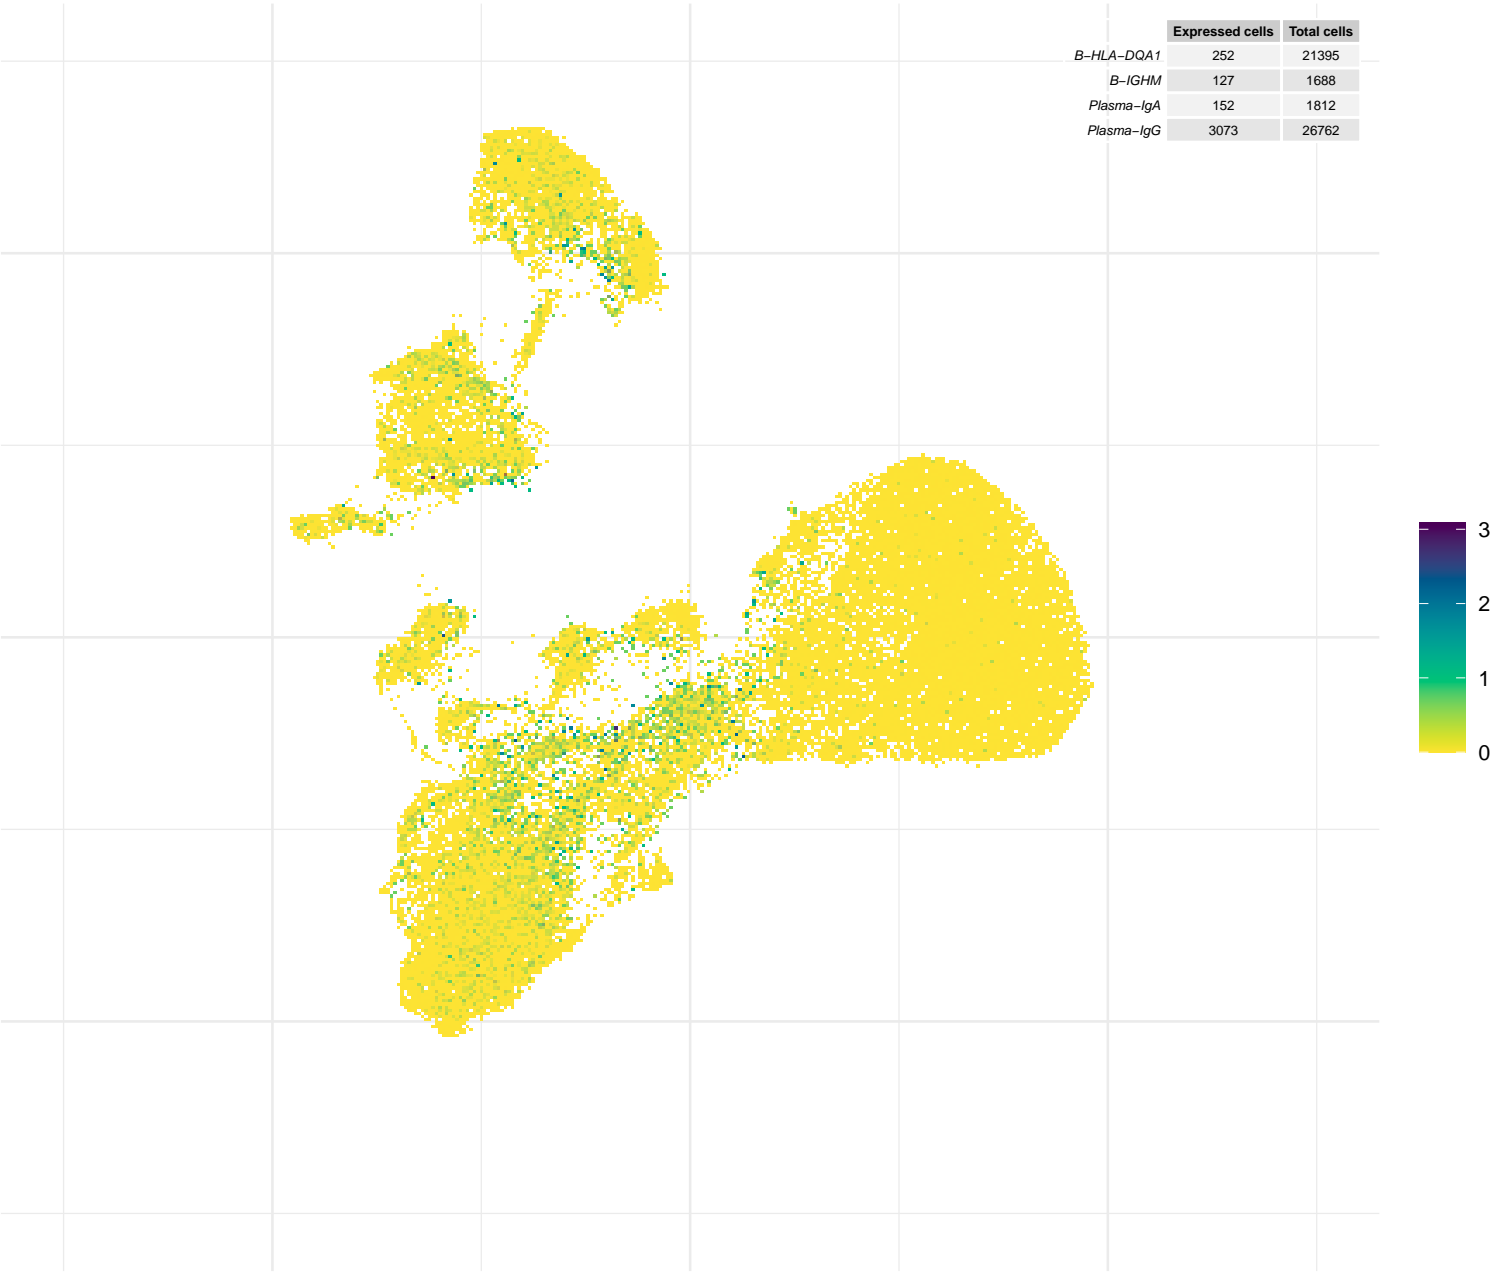 Expressed cells Total cells
B−HLA−DQA1 252 21395
B−IGHM 127 1688
Plasma−IgA 152 1812
Plasma−IgG 3073 26762
3
2
1
0